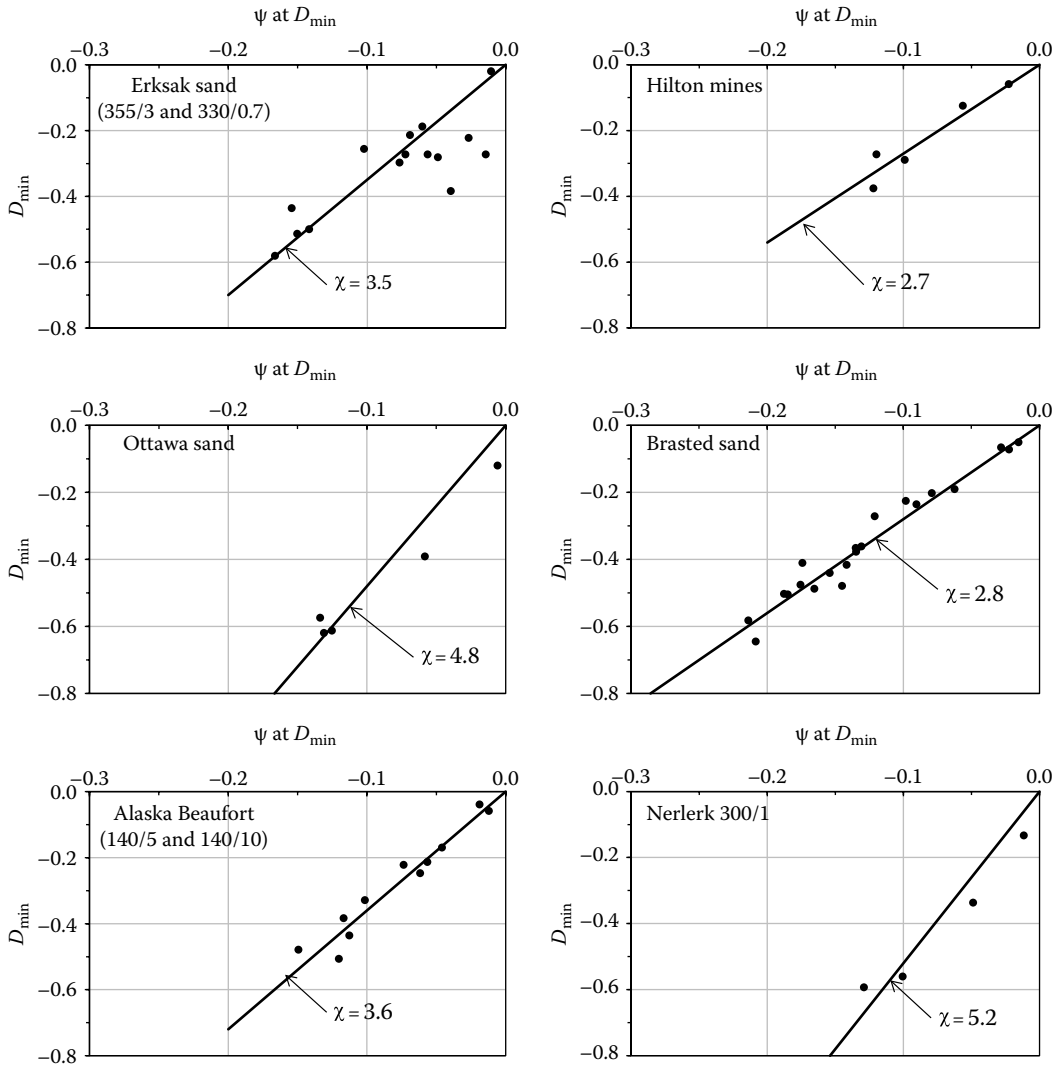 ψ at Dmin
−0.3 −0.2 −0.1 0.0
0.0
−0.2
−0.4
−0.6
−0.8
Dmin
Erksak sand
(355/3 and 330/0.7)
χ = 3.5
ψ at Dmin
−0.3 −0.2 −0.1 0.0
0.0
−0.2
−0.4
−0.6
−0.8
Dmin
Hilton mines
χ = 2.7
ψ at Dmin
−0.3 −0.2 −0.1 0.0
0.0
−0.2
−0.4
−0.6
−0.8
Dmin
Ottawa sand
χ = 4.8
ψ at Dmin
−0.3 −0.2 −0.1 0.0
0.0
−0.2
−0.4
−0.6
−0.8
Dmin
Brasted sand
χ = 2.8
ψ at Dmin
−0.3 −0.2 −0.1 0.0
0.0
−0.2
−0.4
−0.6
−0.8
Dmin
Alaska Beaufort
(140/5 and 140/10)
χ = 3.6
ψ at Dmin
−0.3 −0.2 −0.1 0.0
0.0
−0.2
−0.4
−0.6
−0.8
Dmin
Nerlerk 300/1
χ = 5.2